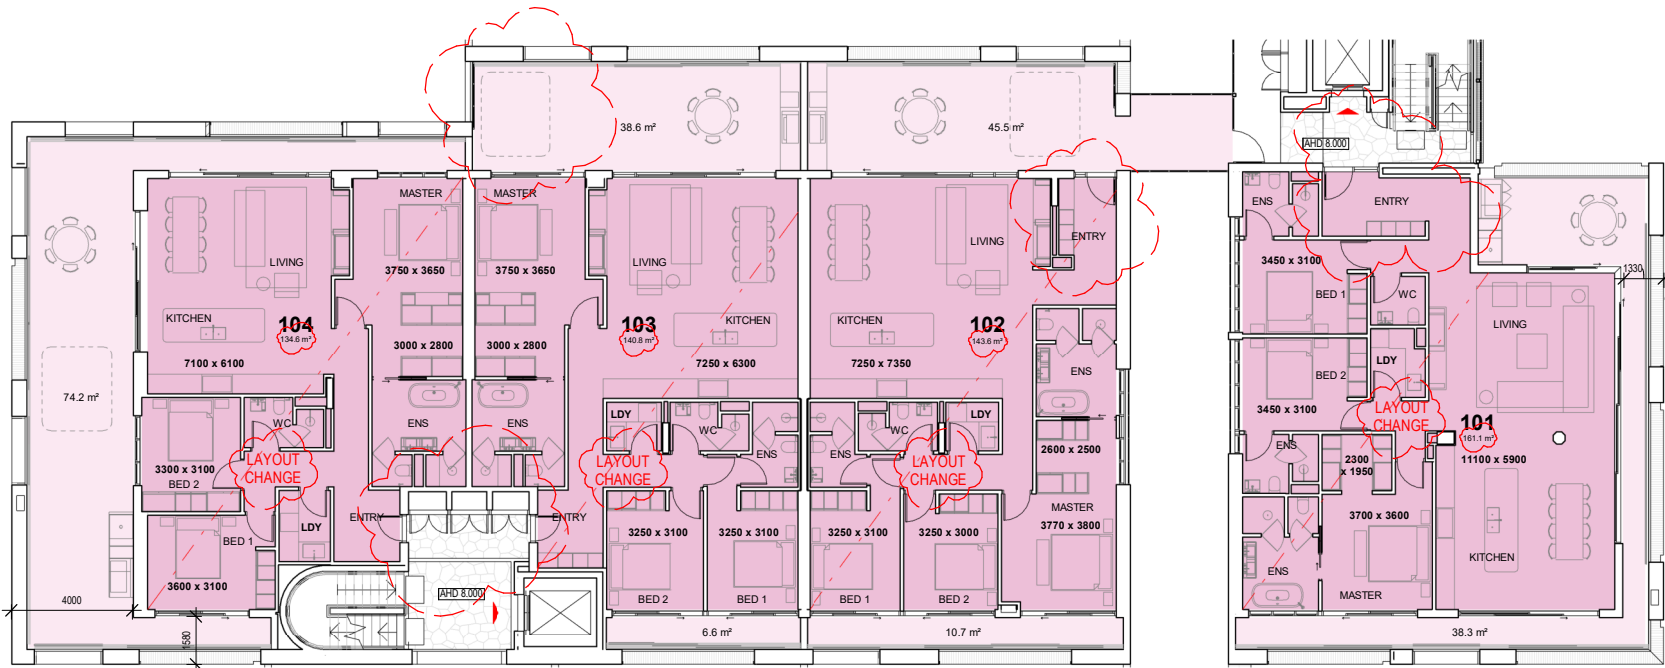 38.6 m²
45.5 m²
AHD 8.000
MASTER
MASTER
ENS
ENTRY
LIVING
LIVING
LIVING
ENTRY
3750 x 3650
3750 x 3650
3450 x 3100
1330
BED 1
WC
KITCHEN
104
134.6 m²
103
140.8 m²
KITCHEN
KITCHEN
102
143.6 m²
LIVING
3000 x 2800
3000 x 2800
7100 x 6100
7250 x 6300
7250 x 7350
LDY
ENS
BED 2
74.2 m²
3450 x 3100
WC
ENS
ENS
LDY
WC
LDY
WC
LAYOUT
CHANGE
101
161.1 m²
11100 x 5900
3300 x 3100
BED 2
LAYOUT
CHANGE
LAYOUT
CHANGE
ENS
ENS
LAYOUT
CHANGE
2600 x 2500
ENS
2300
x 1950
MASTER
3770 x 3800
3700 x 3600
ENTRY
ENTRY
LDY
BED 1
3250 x 3100
3250 x 3100
3250 x 3100
3250 x 3000
KITCHEN
ENS
3600 x 3100
4000
AHD 8.000
BED 2
BED 1
BED 1
BED 2
MASTER
1580
6.6 m²
10.7 m²
38.3 m²